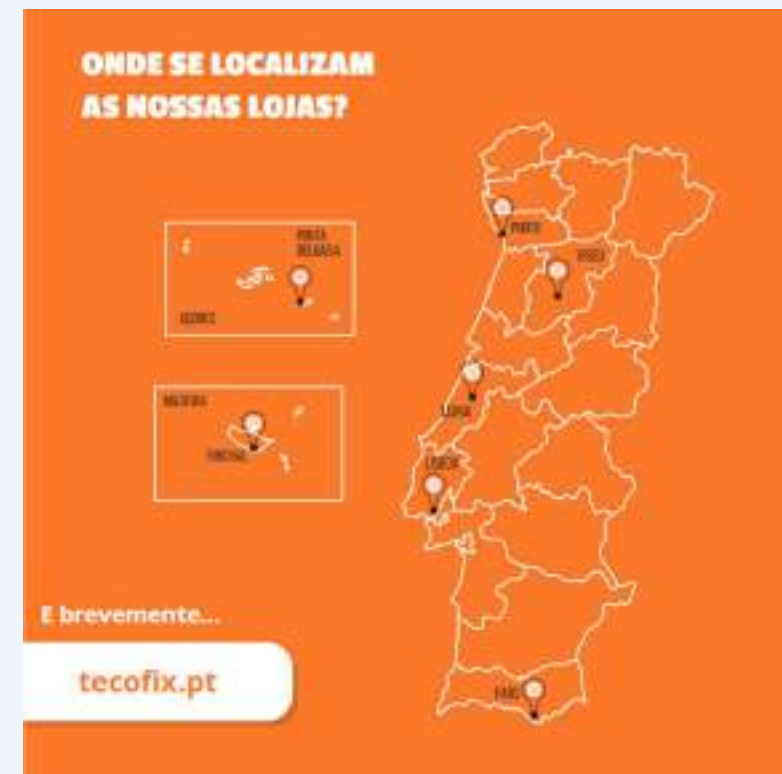 ONDE SE LOCALIZAM
AS NOSSAS LOJAS?
PORTO
VISEU
PONTA
DELGADA
AÇORES
LEIRIA
MADEIRA
FUNCHAL
LISBOA
E brevemente...
tecofix.pt
FARO